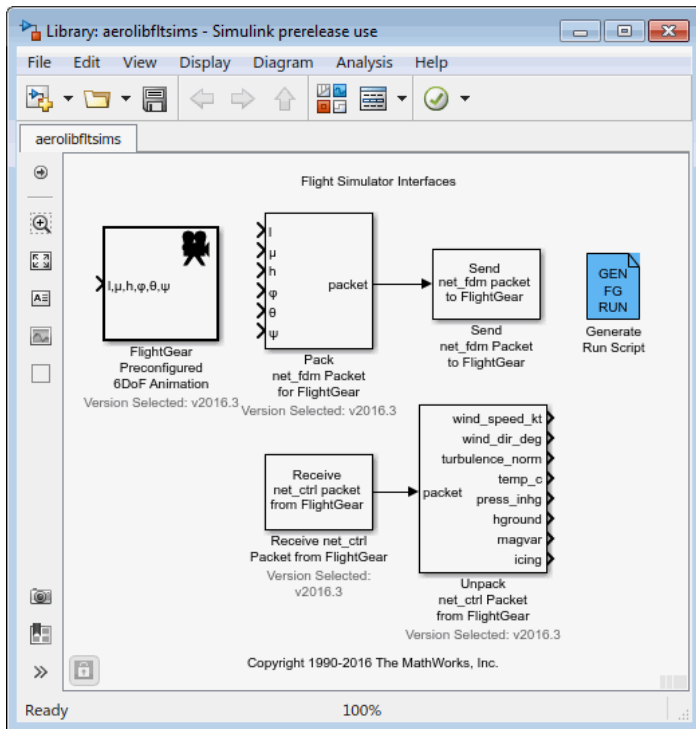 Library: aerolibfltsims - Simulink prerelease use
File Edit View Display Diagram Analysis Help
aerolibfltsims
Flight Simulator Interfaces
l,μ,h,φ,θ,ψ
FlightGear
Preconfigured
6DoF Animation
Version Selected: v2016.3
l
μ
h
φ
θ
ψ
packet
Pack
net_fdm Packet
for FlightGear
Version Selected: v2016.3
Send
net_fdm packet
to FlightGear
Send
net_fdm Packet
to FlightGear
GEN
FG
RUN
Generate
Run Script
Receive
net_ctrl packet
from FlightGear
Receive net_ctrl
Packet from FlightGear
Version Selected:
v2016.3
packet
wind_speed_kt
wind_dir_deg
turbulence_norm
temp_c
press_inhg
hground
magvar
icing
Unpack
net_ctrl Packet
from FlightGear
Version Selected: v2016.3
Copyright 1990-2016 The MathWorks, Inc.
Ready 100%